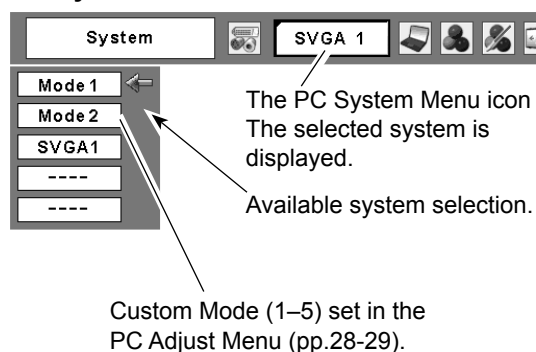 System
SVGA 1
Mode 1
Mode 2
SVGA1
----
----
The PC System Menu icon
The selected system is
displayed.
Available system selection.
Custom Mode (1–5) set in the
PC Adjust Menu (pp.28-29).